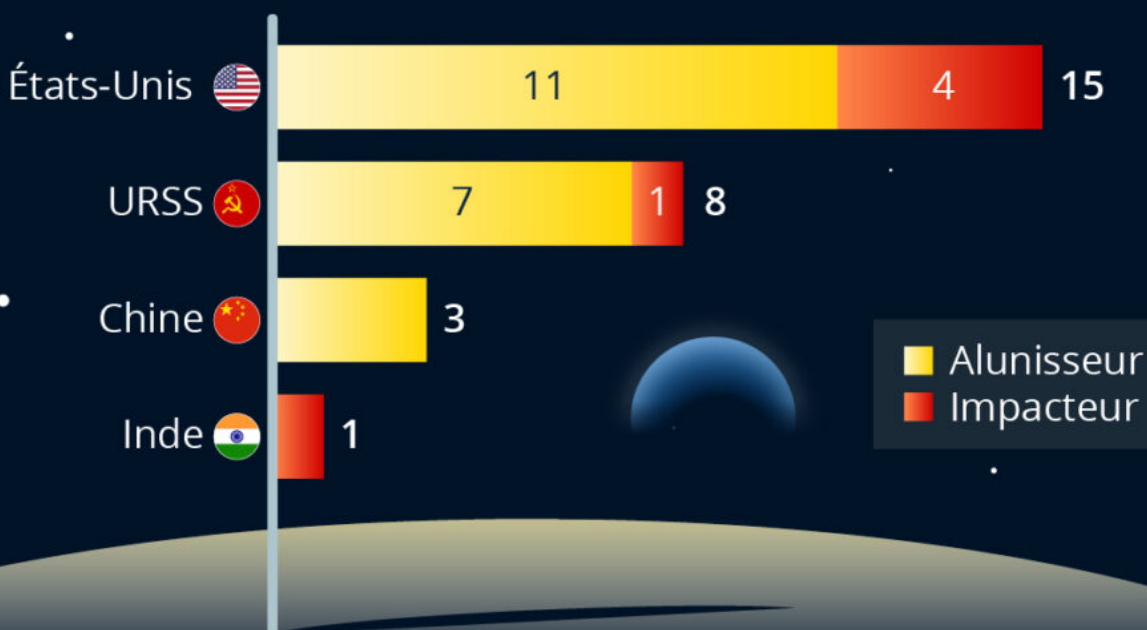 États-Unis 11 4 15
URSS 7 1 8
Chine 3
Inde 1
Alunisseur
Impacteur